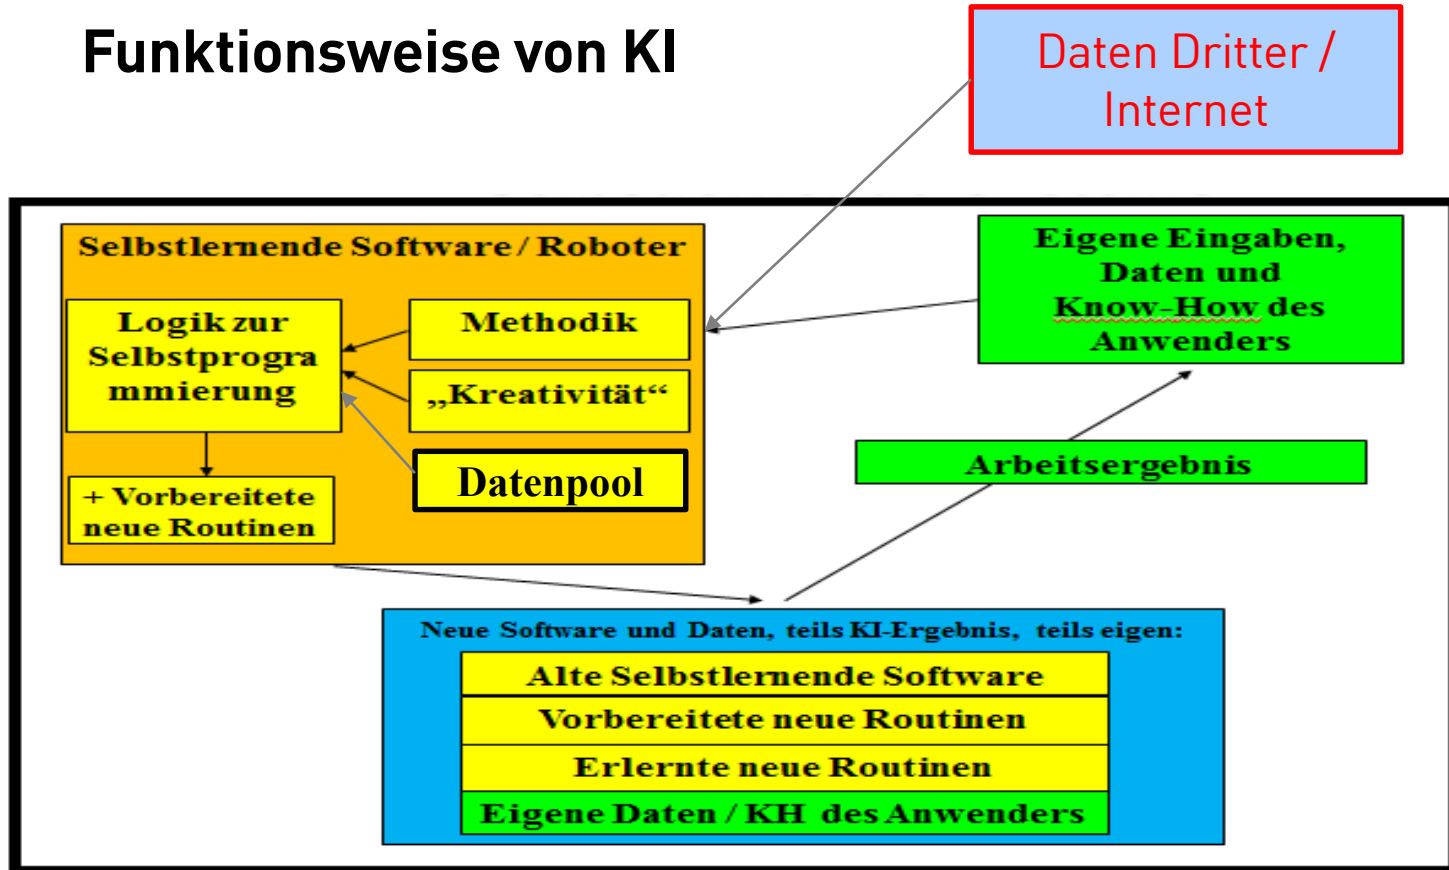 Funktionsweise von KI
Daten Dritter /
Internet
Selbstlernende Software / Roboter
Logik zur
Selbstprogra
mmierung
Methodik
„Kreativität“
Datenpool
+ Vorbereitete
neue Routinen
Eigene Eingaben,
Daten und
Know-How des
Anwenders
Arbeitsergebnis
Neue Software und Daten, teils KI-Ergebnis, teils eigen:
Alte Selbstlernende Software
Vorbereitete neue Routinen
Erlernte neue Routinen
Eigene Daten / KH des Anwenders